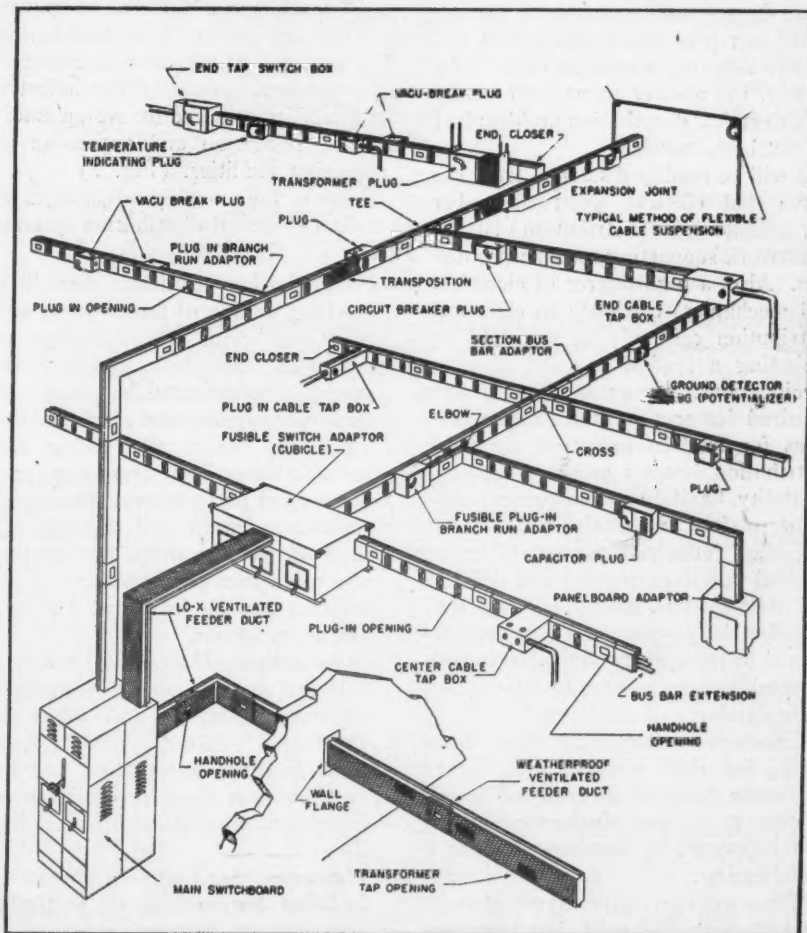 END TAP SWITCH BOX
VACU-BREAK PLUG
END CLOSER
TEMPERATURE
INDICATING PLUG
TRANSFORMER PLUG
EXPANSION JOINT
TEE
VACU BREAK PLUG
PLUG
TYPICAL METHOD OF FLEXIBLE
CABLE SUSPENSION
PLUG IN BRANCH
RUN ADAPTOR
TRANSPOSITION
PLUG IN OPENING
CIRCUIT BREAKER PLUG
END CABLE
TAP BOX
END CLOSER
SECTION BUS
BAR ADAPTOR
PLUG IN CABLE TAP BOX
GROUND DETECTOR
(POTENTIALIZER)
ELBOW
FUSIBLE SWITCH ADAPTOR
(CUBICLE)
CROSS
PLUG
FUSIBLE PLUG-IN
BRANCH RUN ADAPTOR
CAPACITOR PLUG
LO-X VENTILATED
FEEDER DUCT
PANELBOARD ADAPTOR
PLUG-IN OPENING
CENTER CABLE
TAP BOX
BUS BAR EXTENSION
HANDHOLE
OPENING
HANDHOLE
OPENING
WEATHERPROOF
VENTILATED
FEEDER DUCT
WALL
FLANGE
MAIN SWITCHBOARD
TRANSFORMER
TAP OPENING